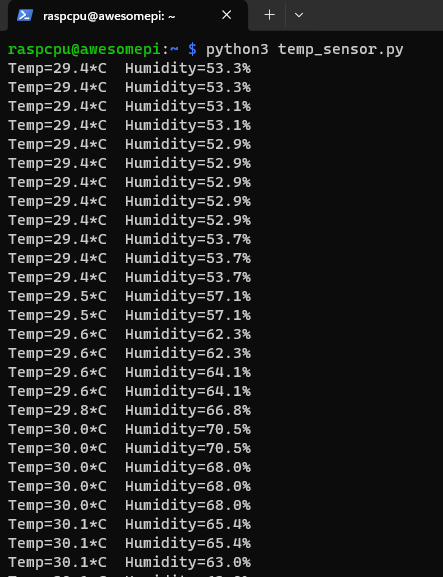 raspcpu@awesomepi: ~
raspcpu@awesomepi:~ $ python3 temp_sensor.py
Temp=29.4*C  Humidity=53.3%
Temp=29.4*C  Humidity=53.3%
Temp=29.4*C  Humidity=53.1%
Temp=29.4*C  Humidity=53.1%
Temp=29.4*C  Humidity=52.9%
Temp=29.4*C  Humidity=52.9%
Temp=29.4*C  Humidity=52.9%
Temp=29.4*C  Humidity=52.9%
Temp=29.4*C  Humidity=52.9%
Temp=29.4*C  Humidity=53.7%
Temp=29.4*C  Humidity=53.7%
Temp=29.4*C  Humidity=53.7%
Temp=29.5*C  Humidity=57.1%
Temp=29.5*C  Humidity=57.1%
Temp=29.6*C  Humidity=62.3%
Temp=29.6*C  Humidity=62.3%
Temp=29.6*C  Humidity=64.1%
Temp=29.6*C  Humidity=64.1%
Temp=29.8*C  Humidity=66.8%
Temp=30.0*C  Humidity=70.5%
Temp=30.0*C  Humidity=70.5%
Temp=30.0*C  Humidity=68.0%
Temp=30.0*C  Humidity=68.0%
Temp=30.0*C  Humidity=68.0%
Temp=30.1*C  Humidity=65.4%
Temp=30.1*C  Humidity=65.4%
Temp=30.1*C  Humidity=63.0%